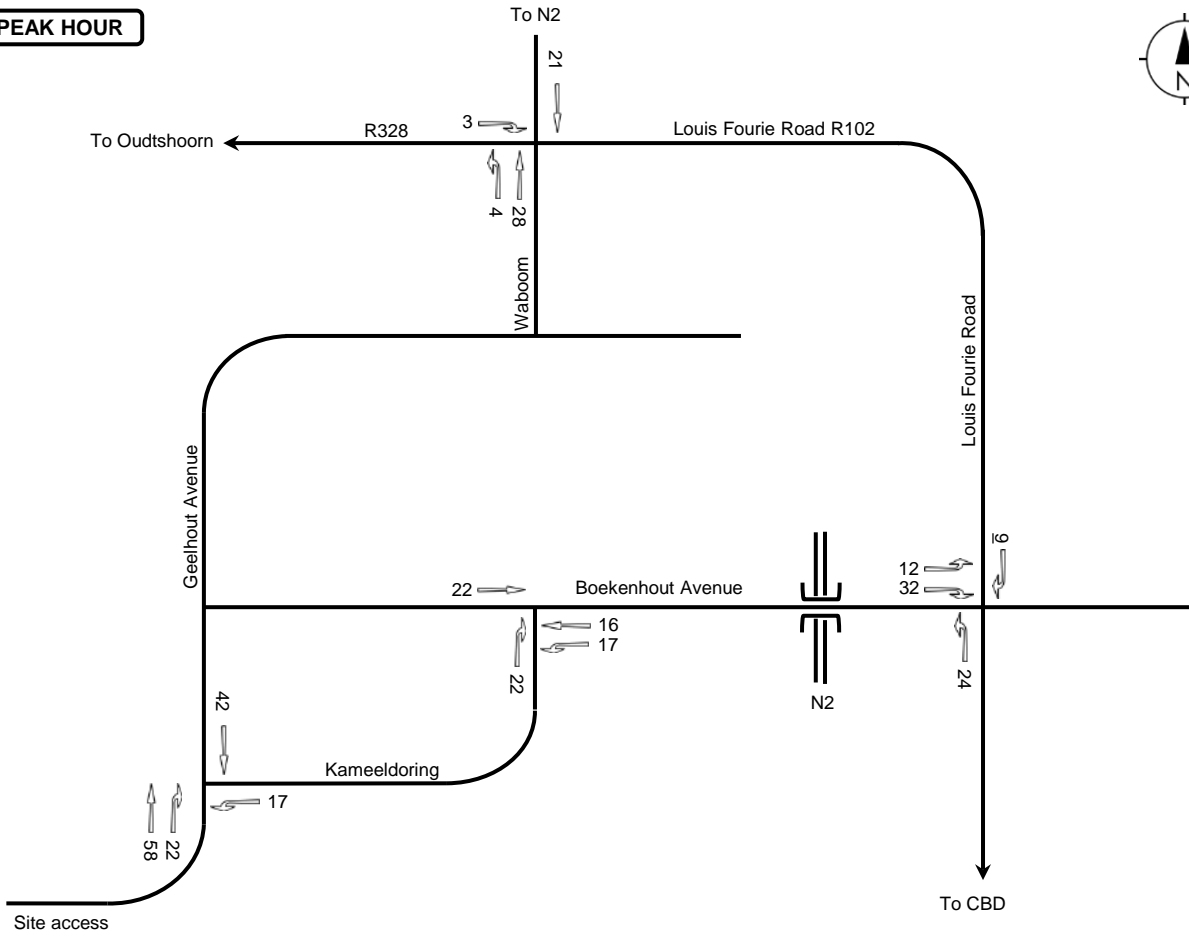 PEAK HOUR
To N2
21
N
3
R328
Louis Fourie Road R102
To Oudtshoorn
4
28
Waboom
Louis Fourie Road
Geelhout Avenue
9
12
22
Boekenhout Avenue
32
16
17
22
24
42
N2
Kameeldoring
17
58
22
To CBD
Site access